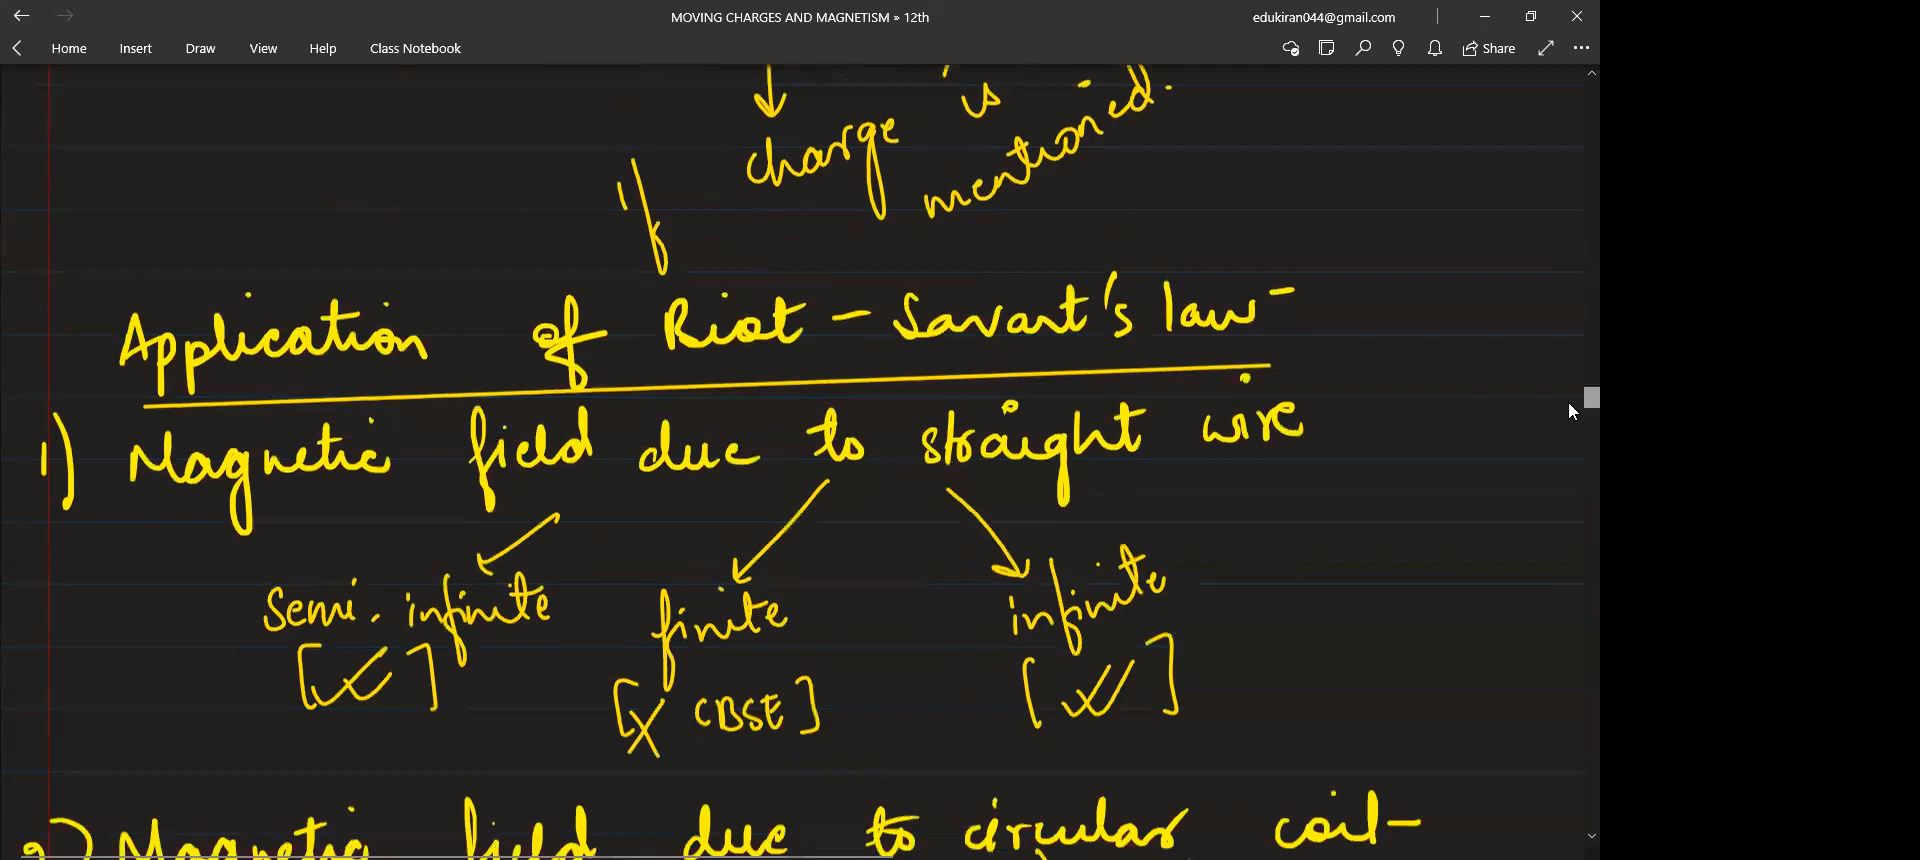 MOVING CHARGES AND MAGNETISM » 12th
edukiran044@gmail.com
Home Insert Draw View Help Class Notebook
Share
charge is
mentioned.
if
Application of Biot - Savart's law -
1) Magnetic field due to straight wire
Semi. infinite finite infinite
[✓✓] [X CBSE] [✓✓]
2) Magnetic field due to circular coil-